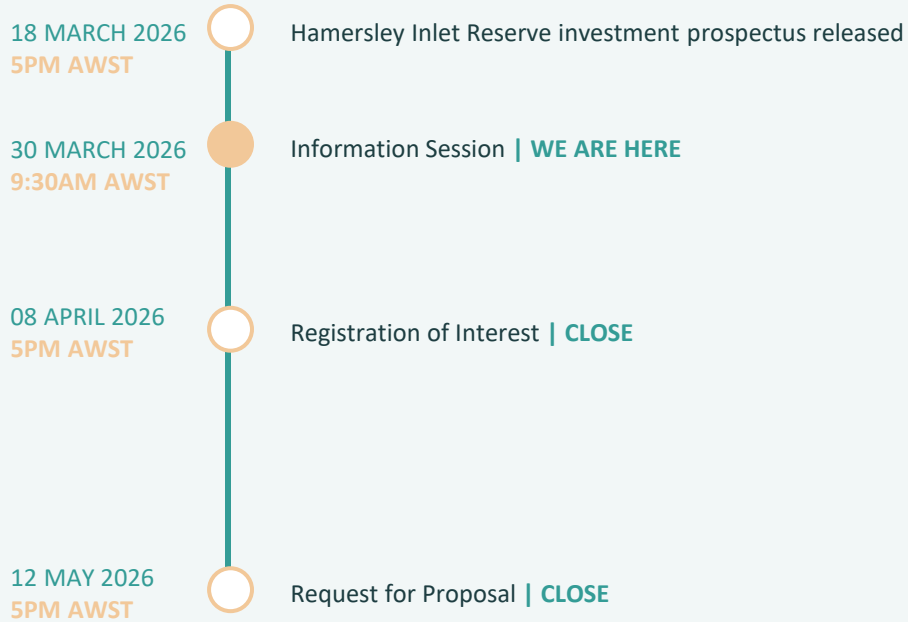 18 MARCH 2026
5PM AWST
Hamersley Inlet Reserve investment prospectus released
30 MARCH 2026
9:30AM AWST
Information Session | WE ARE HERE
08 APRIL 2026
5PM AWST
Registration of Interest | CLOSE
12 MAY 2026
5PM AWST
Request for Proposal | CLOSE